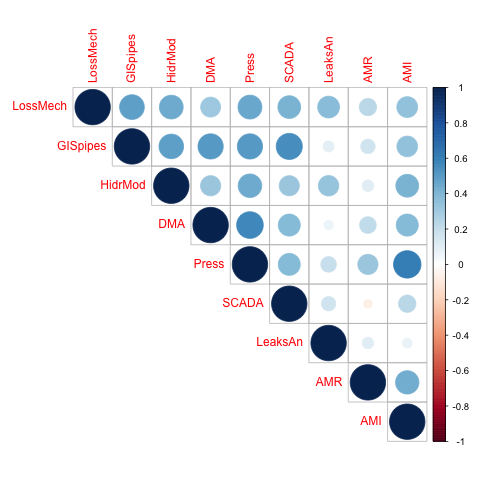 LossMech
GISpipes
HidrMod
DMA
Press
SCADA
LeaksAn
AMR
AMI
LossMech
GISpipes
HidrMod
DMA
Press
SCADA
LeaksAn
AMR
AMI
1
0.8
0.6
0.4
0.2
0
-0.2
-0.4
-0.6
-0.8
-1